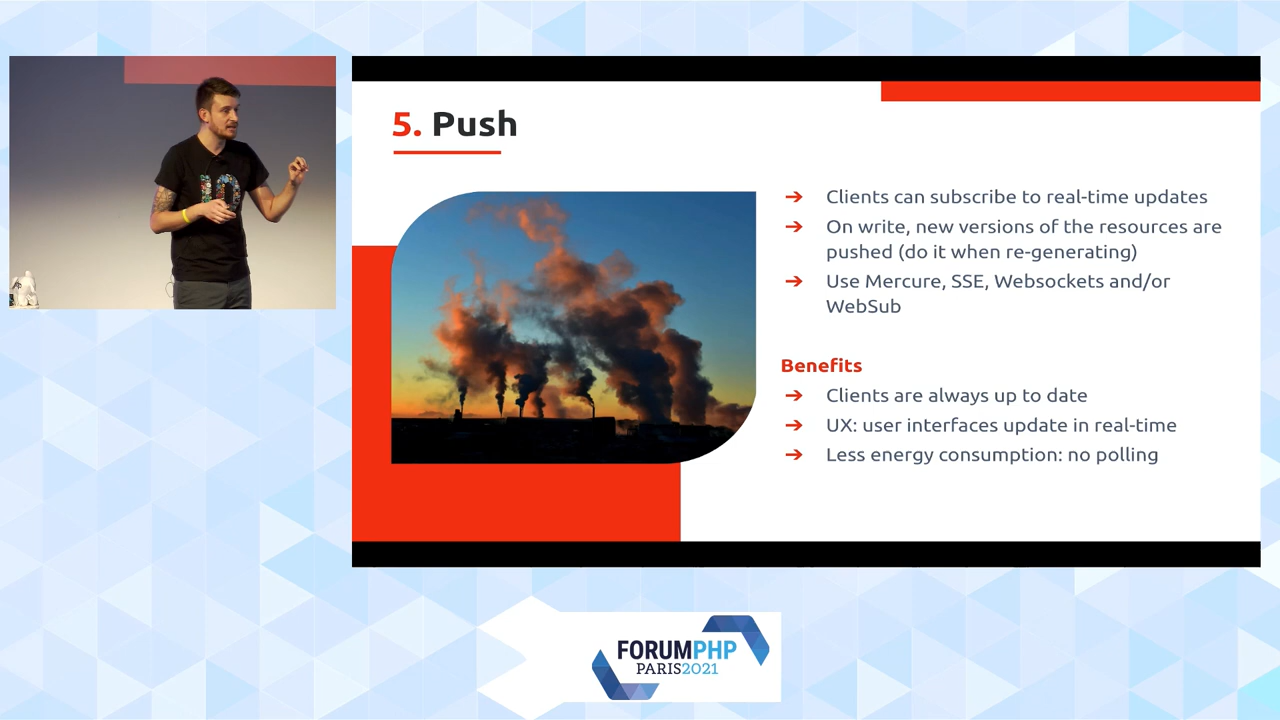 5. Push
➔ Clients can subscribe to real-time updates
➔ On write, new versions of the resources are
pushed (do it when re-generating)
➔ Use Mercure, SSE, Websockets and/or
WebSub
Benefits
➔ Clients are always up to date
➔ UX: user interfaces update in real-time
➔ Less energy consumption: no polling
10
FORUMPHP
PARIS2021